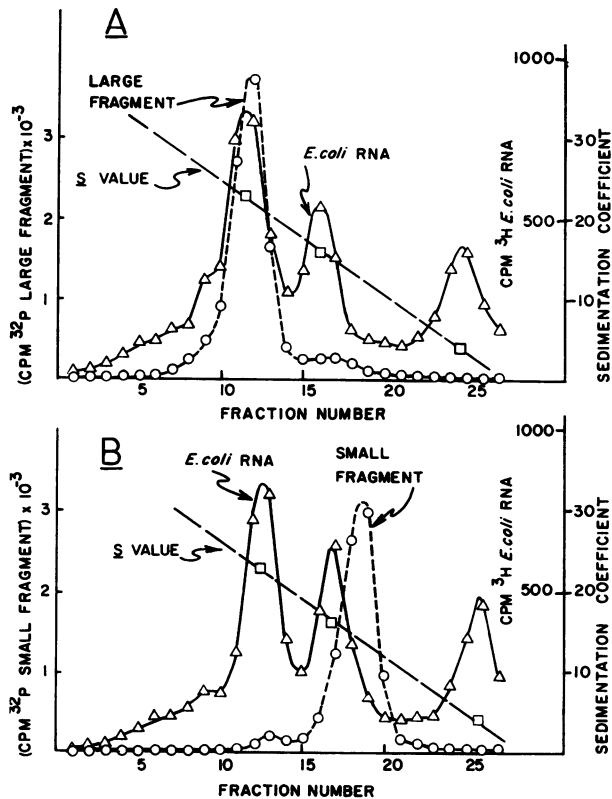 A
LARGE
FRAGMENT
S VALUE
E.coli RNA
(CPM ³²P LARGE FRAGMENT) x 10⁻³
3
2
1
5
10
15
20
25
FRACTION NUMBER
1000
500
CPM ³H E.coli RNA
30
20
10
SEDIMENTATION COEFFICIENT
B
E.coli RNA
SMALL
FRAGMENT
S VALUE
(CPM ³²P SMALL FRAGMENT) x 10⁻³
3
2
1
5
10
15
20
25
FRACTION NUMBER
1000
500
CPM ³H E.coli RNA
30
20
10
SEDIMENTATION COEFFICIENT